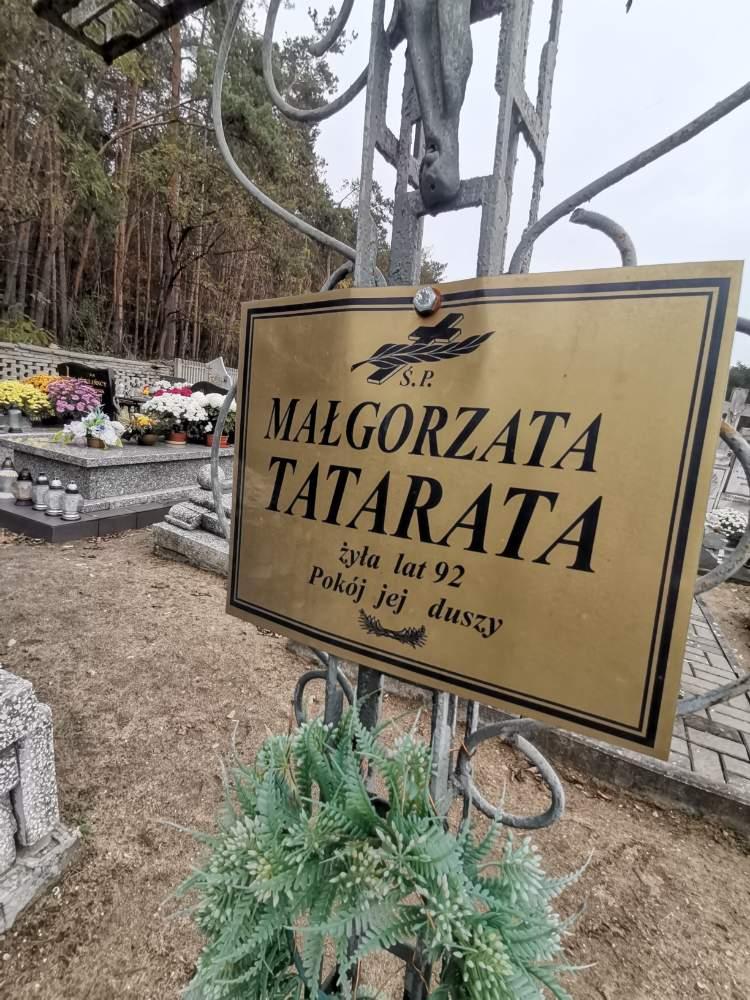 Ś.P.
MAŁGORZATA
TATARATA
żyła lat 92
Pokój jej duszy